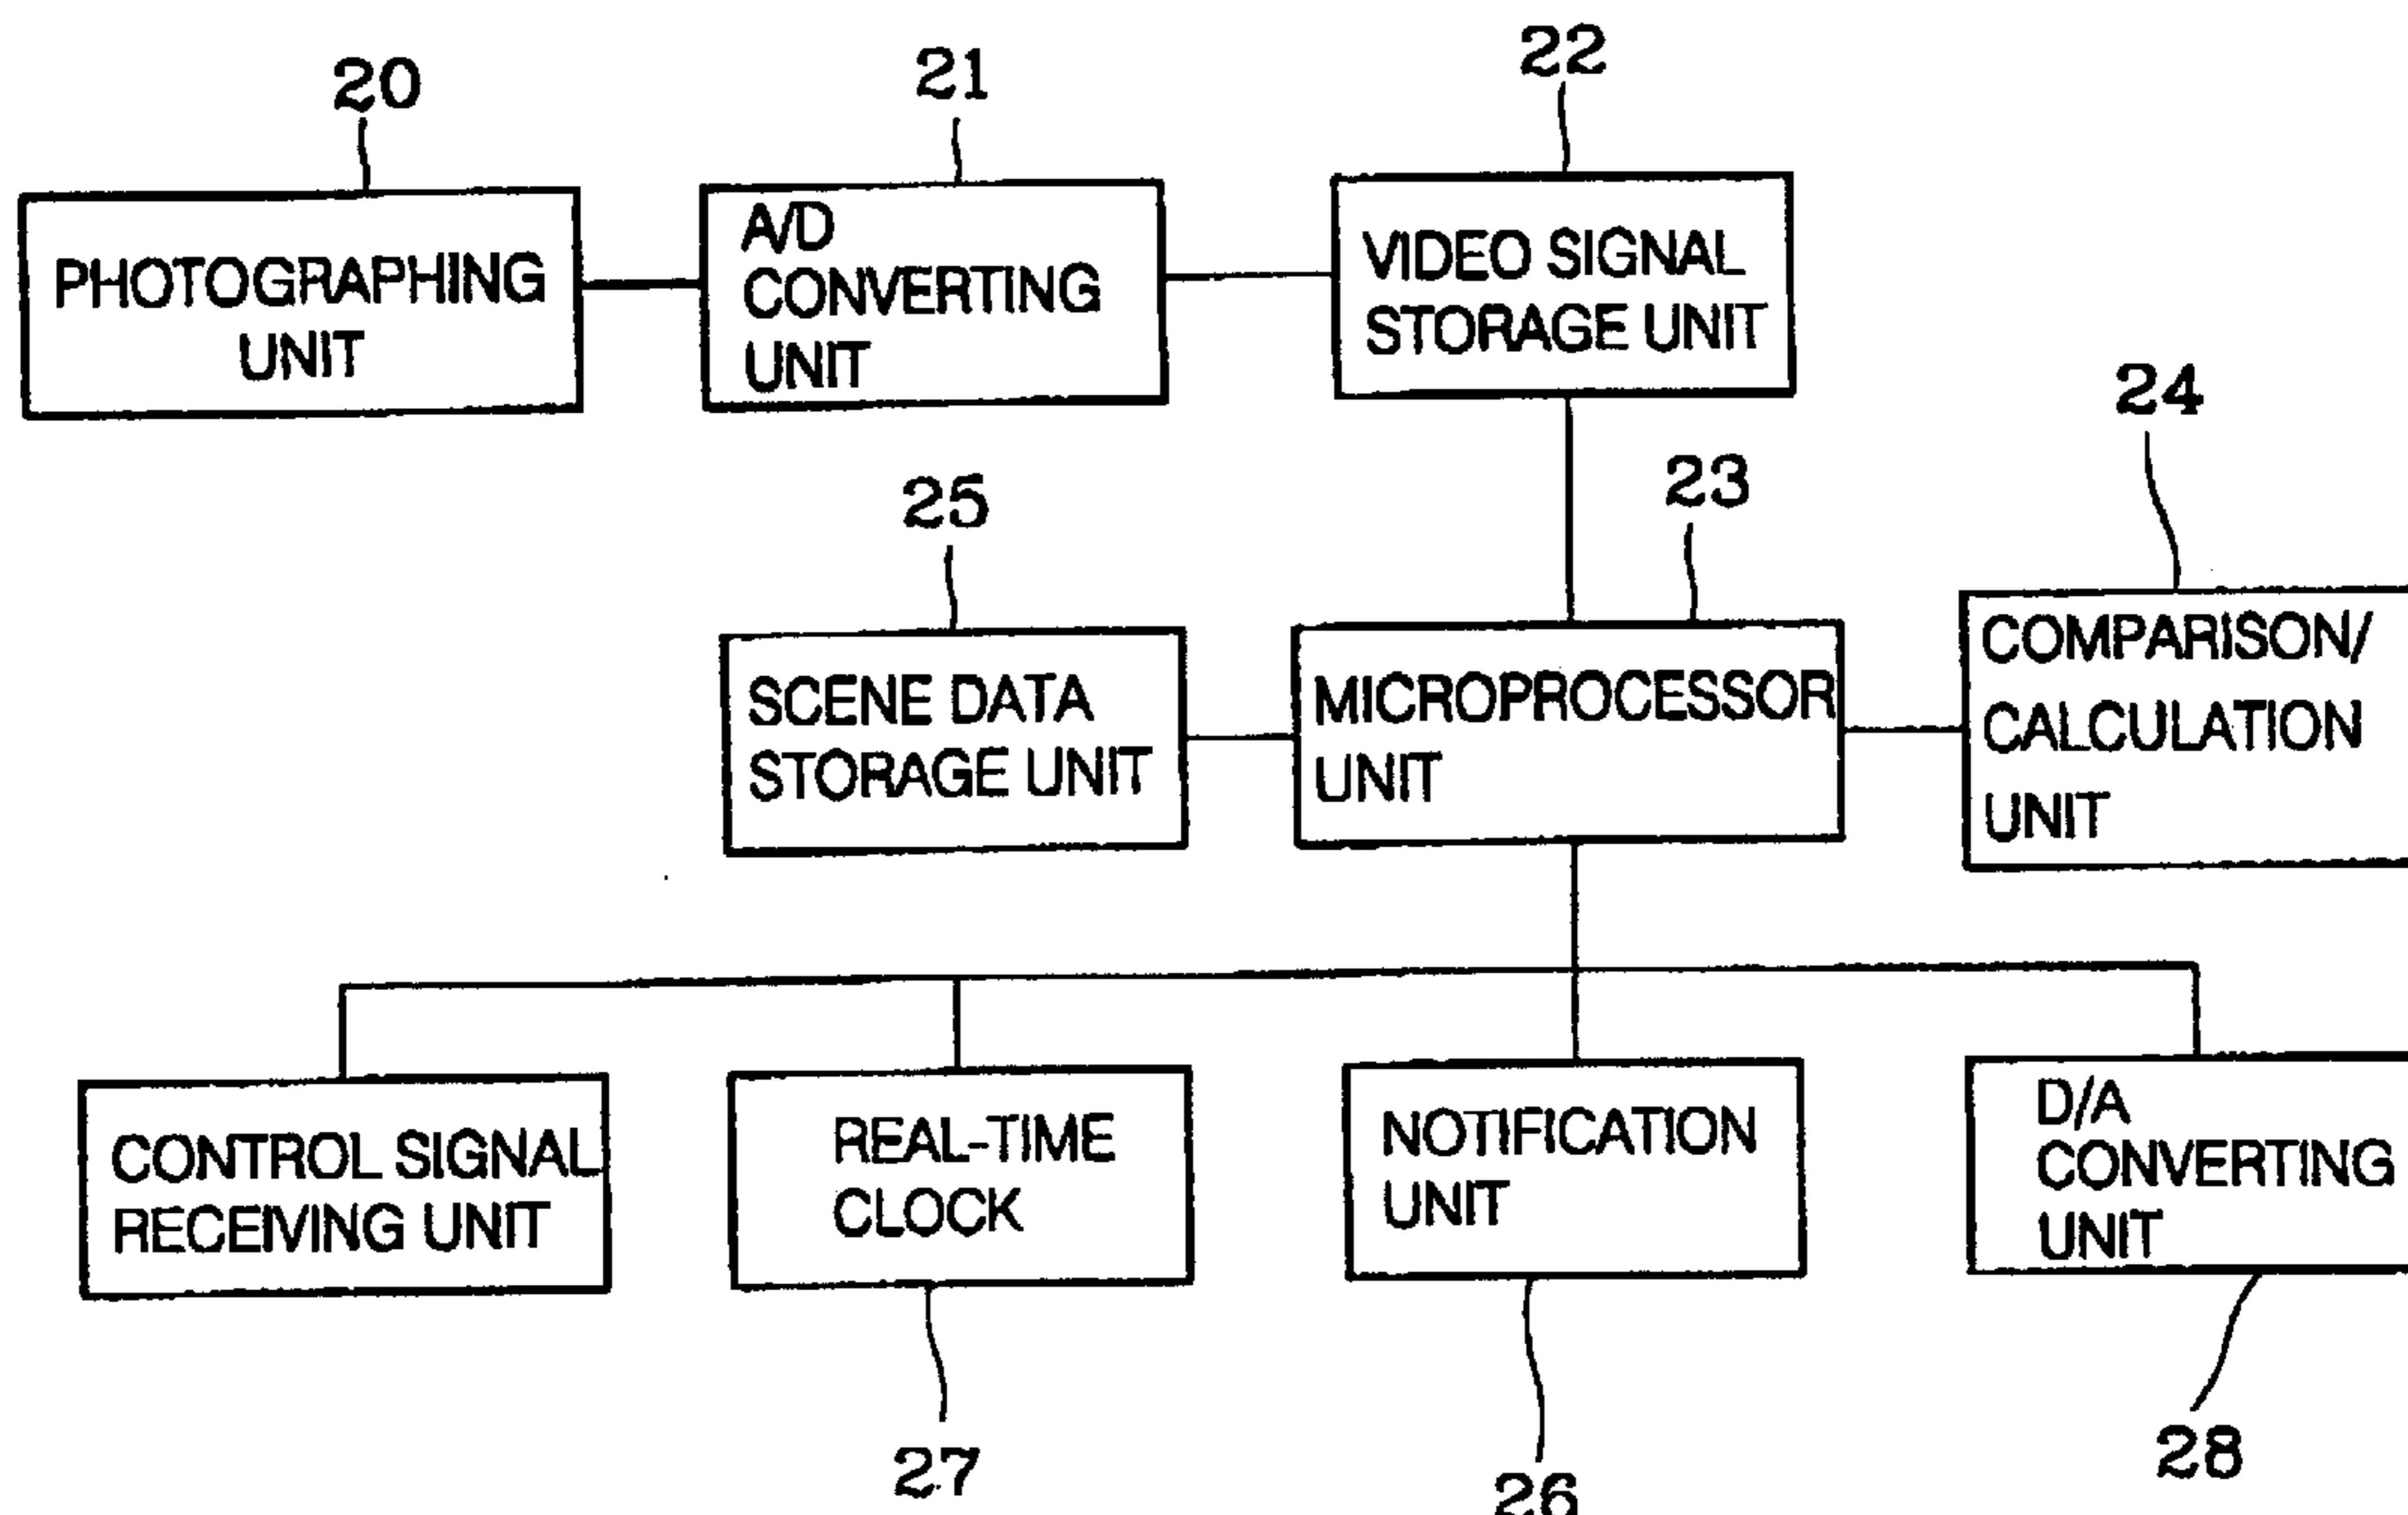 20
21
22
PHOTOGRAPHING
UNIT
A/D
CONVERTING
UNIT
VIDEO SIGNAL
STORAGE UNIT
24
25
23
SCENE DATA
STORAGE UNIT
MICROPROCESSOR
UNIT
COMPARISON/
CALCULATION
UNIT
CONTROL SIGNAL
RECEIVING UNIT
REAL-TIME
CLOCK
NOTIFICATION
UNIT
D/A
CONVERTING
UNIT
27
26
28